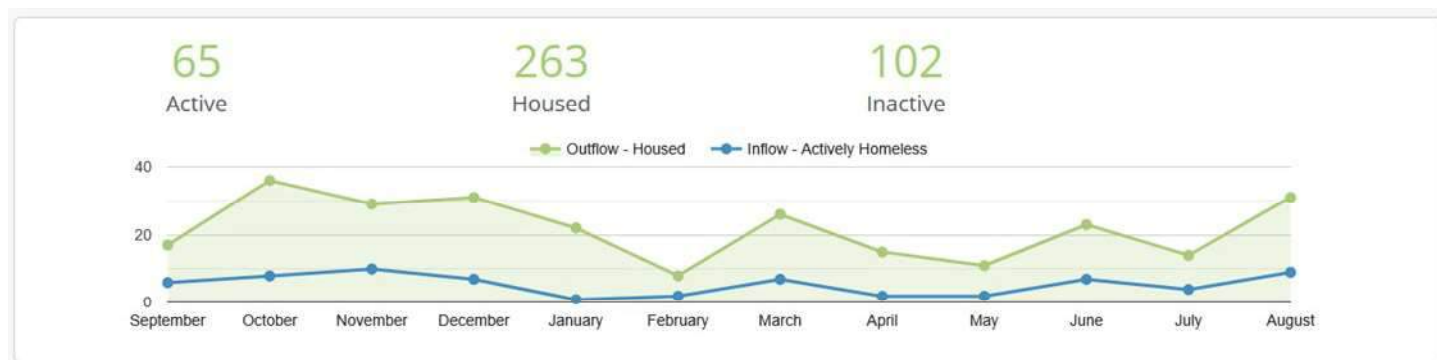 65 263 102
Active Housed Inactive
Outflow - Housed Inflow - Actively Homeless
40
20
0
September October November December January February March April May June July August